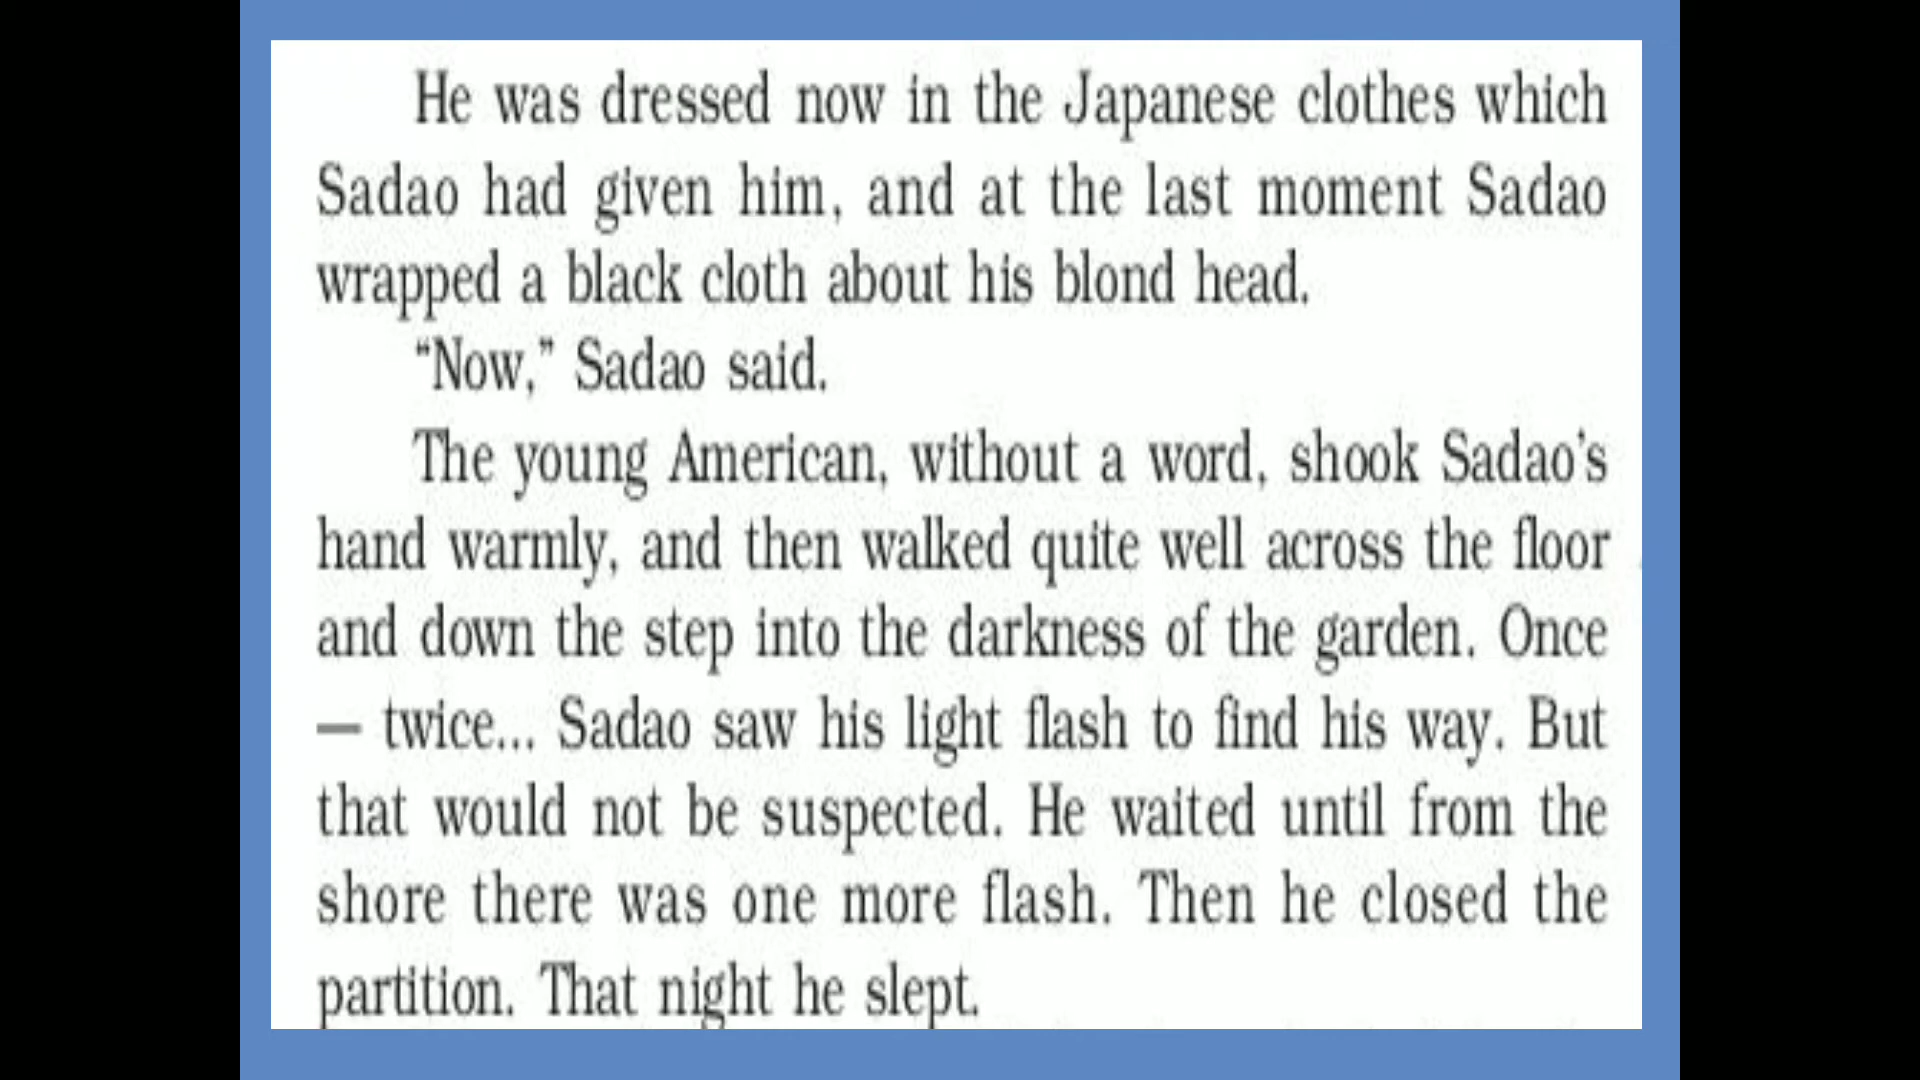 He was dressed now in the Japanese clothes which
Sadao had given him, and at the last moment Sadao
wrapped a black cloth about his blond head.
“Now,” Sadao said.
The young American, without a word, shook Sadao's
hand warmly, and then walked quite well across the floor
and down the step into the darkness of the garden. Once
— twice... Sadao saw his light flash to find his way. But
that would not be suspected. He waited until from the
shore there was one more flash. Then he closed the
partition. That night he slept.